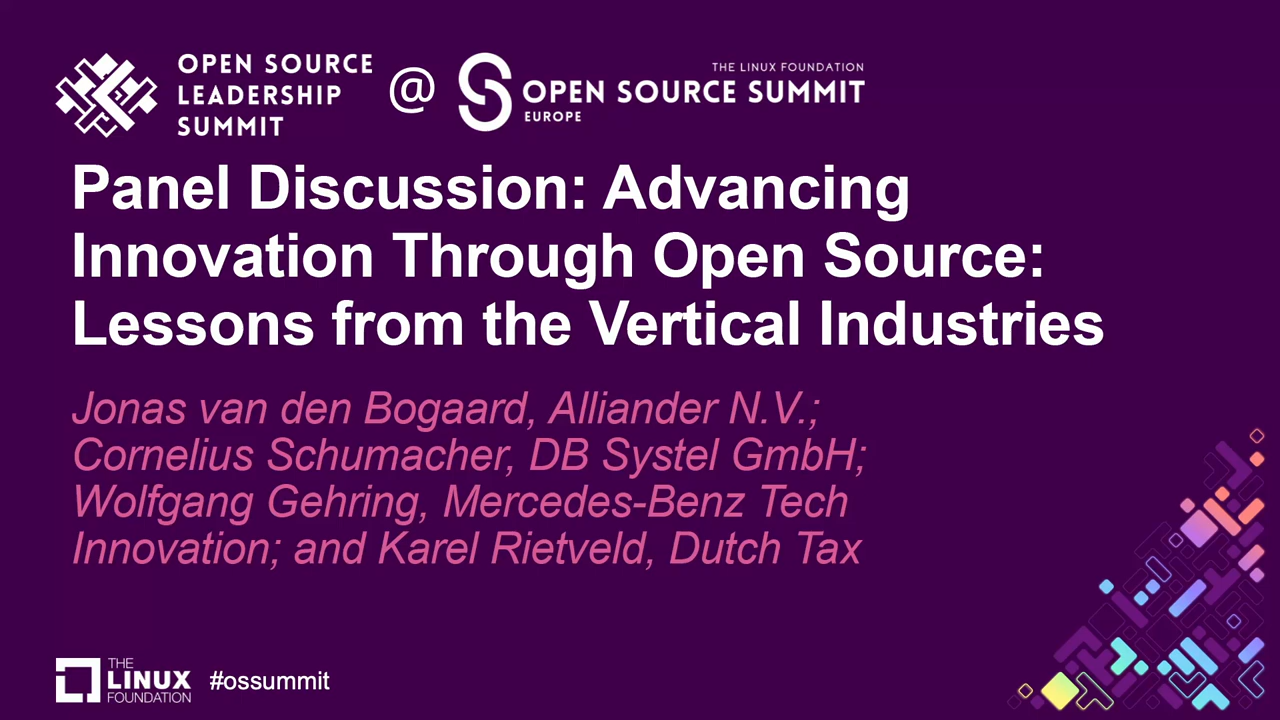 OPEN SOURCE
LEADERSHIP
SUMMIT
@
THE LINUX FOUNDATION
OPEN SOURCE SUMMIT
EUROPE
Panel Discussion: Advancing
Innovation Through Open Source:
Lessons from the Vertical Industries
Jonas van den Bogaard, Alliander N.V.;
Cornelius Schumacher, DB Systel GmbH;
Wolfgang Gehring, Mercedes-Benz Tech
Innovation; and Karel Rietveld, Dutch Tax
THE
LINUX
FOUNDATION
#ossummit